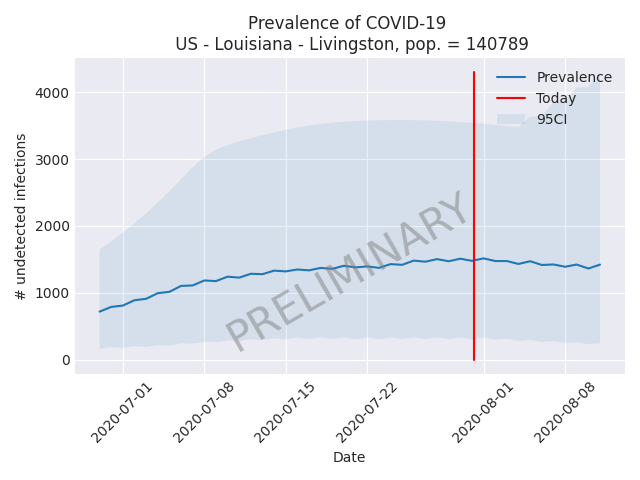 Prevalence of COVID-19
US - Louisiana - Livingston, pop. = 140789
Prevalence
Today
95CI
4000
3000
2000
1000
0
# undetected infections
PRELIMINARY
2020-07-01
2020-07-08
2020-07-15
2020-07-22
2020-08-01
2020-08-08
Date